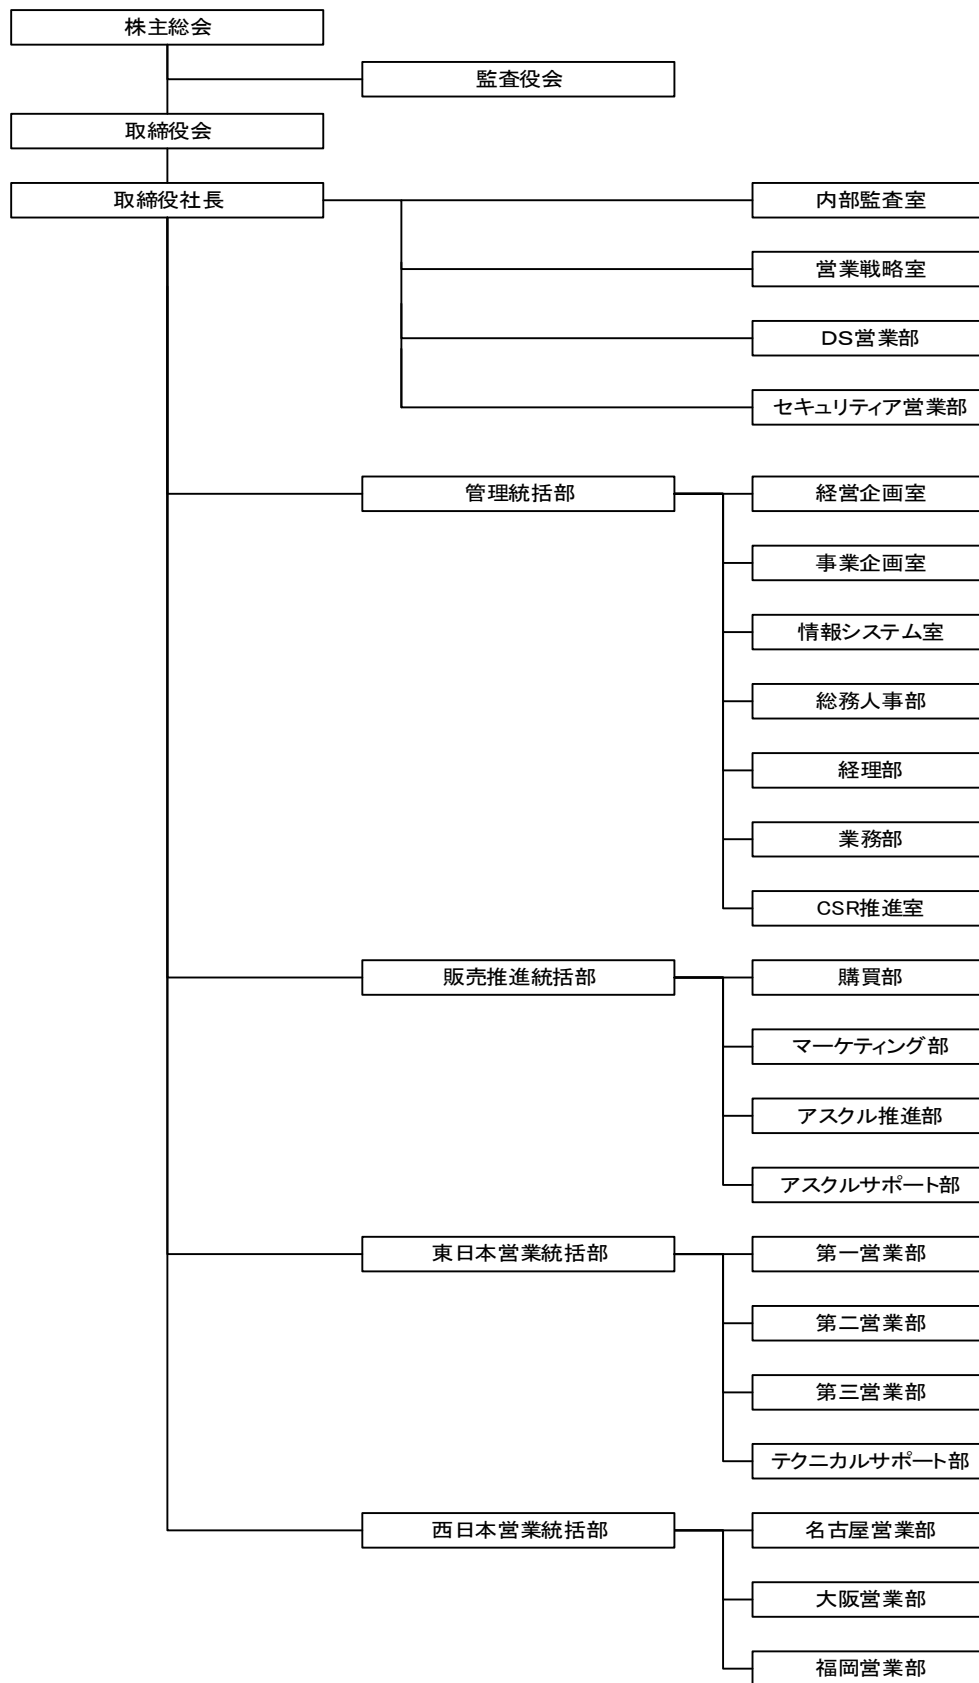 株主総会
監査役会
取締役会
取締役社長
内部監査室
営業戦略室
DS営業部
セキュリティア営業部
管理統括部
経営企画室
事業企画室
情報システム室
総務人事部
経理部
業務部
CSR推進室
販売推進統括部
購買部
マーケティング部
アスクル推進部
アスクルサポート部
東日本営業統括部
第一営業部
第二営業部
第三営業部
テクニカルサポート部
西日本営業統括部
名古屋営業部
大阪営業部
福岡営業部